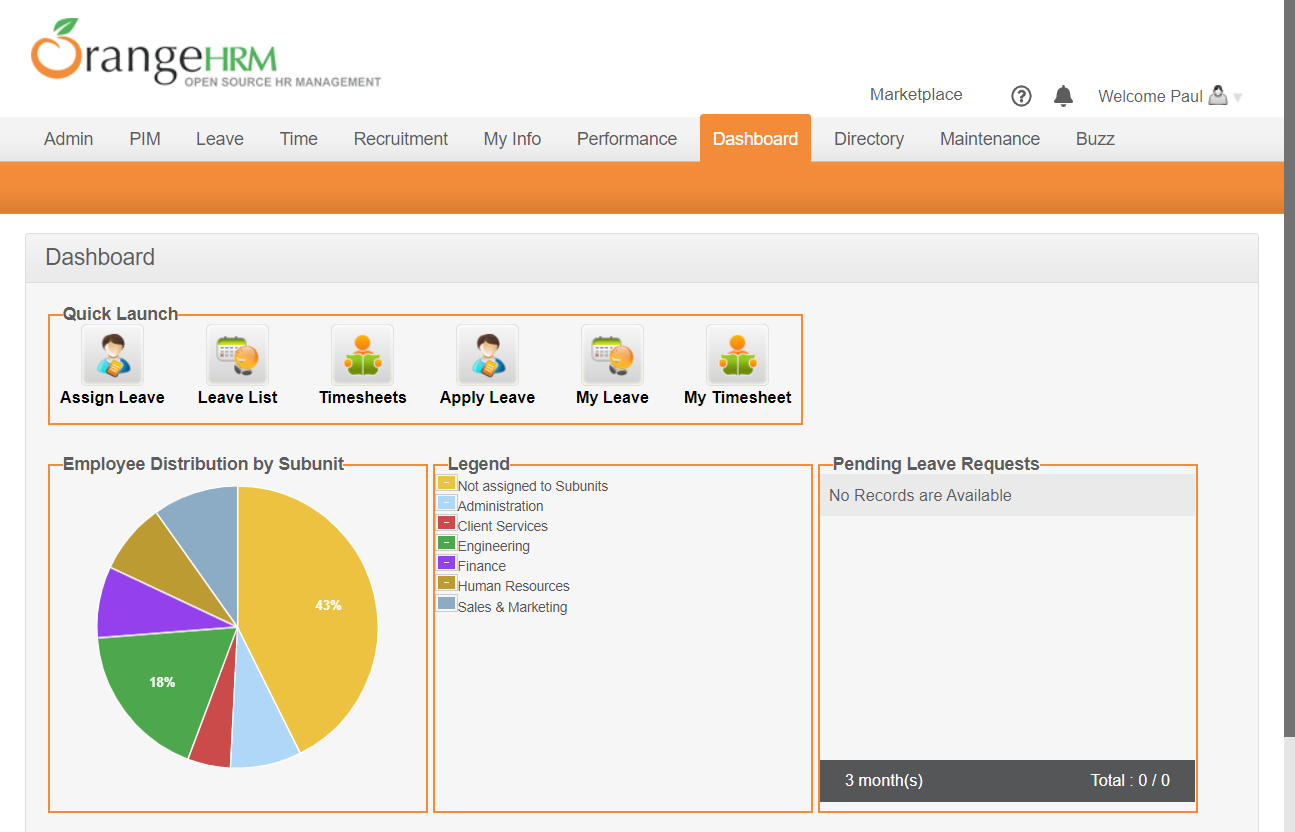 OrangeHRM
OPEN SOURCE HR MANAGEMENT
Marketplace ? Welcome Paul
Admin PIM Leave Time Recruitment My Info Performance Dashboard Directory Maintenance Buzz
Dashboard
Quick Launch
Assign Leave Leave List Timesheets Apply Leave My Leave My Timesheet
Employee Distribution by Subunit
43%
18%
Legend
Not assigned to Subunits
Administration
Client Services
Engineering
Finance
Human Resources
Sales & Marketing
Pending Leave Requests
No Records are Available
3 month(s) Total : 0 / 0